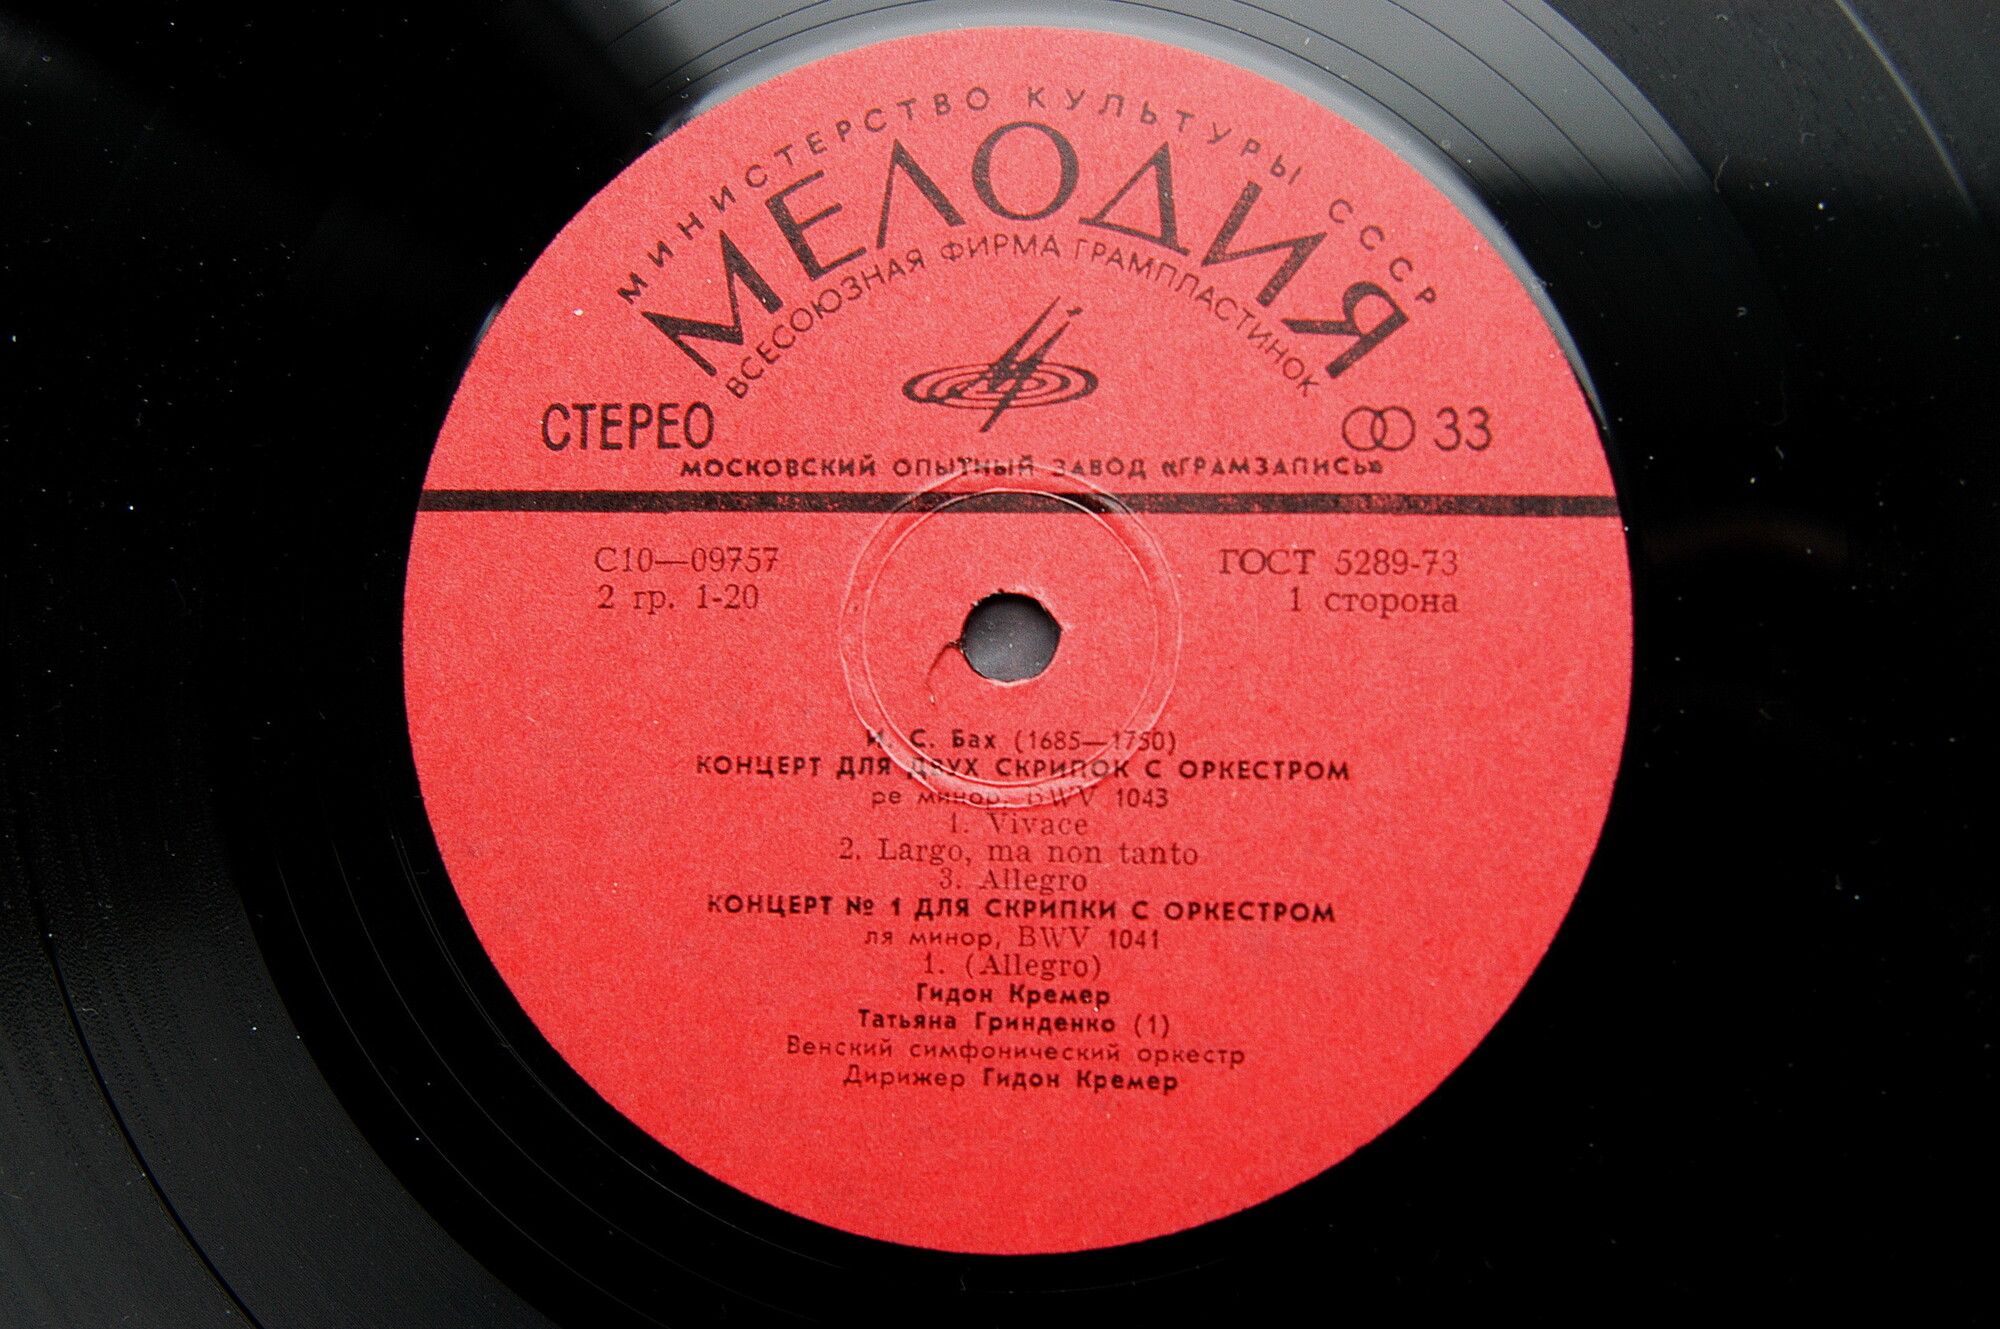 МИНИСТЕРСТВО КУЛЬТУРЫ СССР
МЕЛОДИЯ
ВСЕСОЮЗНАЯ ФИРМА ГРАМПЛАСТИНОК
СТЕРЕО 33
МОСКОВСКИЙ ОПЫТНЫЙ ЗАВОД «ГРАМЗАПИСЬ»
С10—09757 ГОСТ 5289-73
2 гр. 1-20 1 сторона
И. С. Бах (1685—1750)
КОНЦЕРТ ДЛЯ ДВУХ СКРИПОК С ОРКЕСТРОМ
ре минор, BWV 1043
1. Vivace
2. Largo, ma non tanto
3. Allegro
КОНЦЕРТ № 1 ДЛЯ СКРИПКИ С ОРКЕСТРОМ
ля минор, BWV 1041
1. (Allegro)
Гидон Кремер
Татьяна Гринденко (1)
Венский симфонический оркестр
Дирижер Гидон Кремер